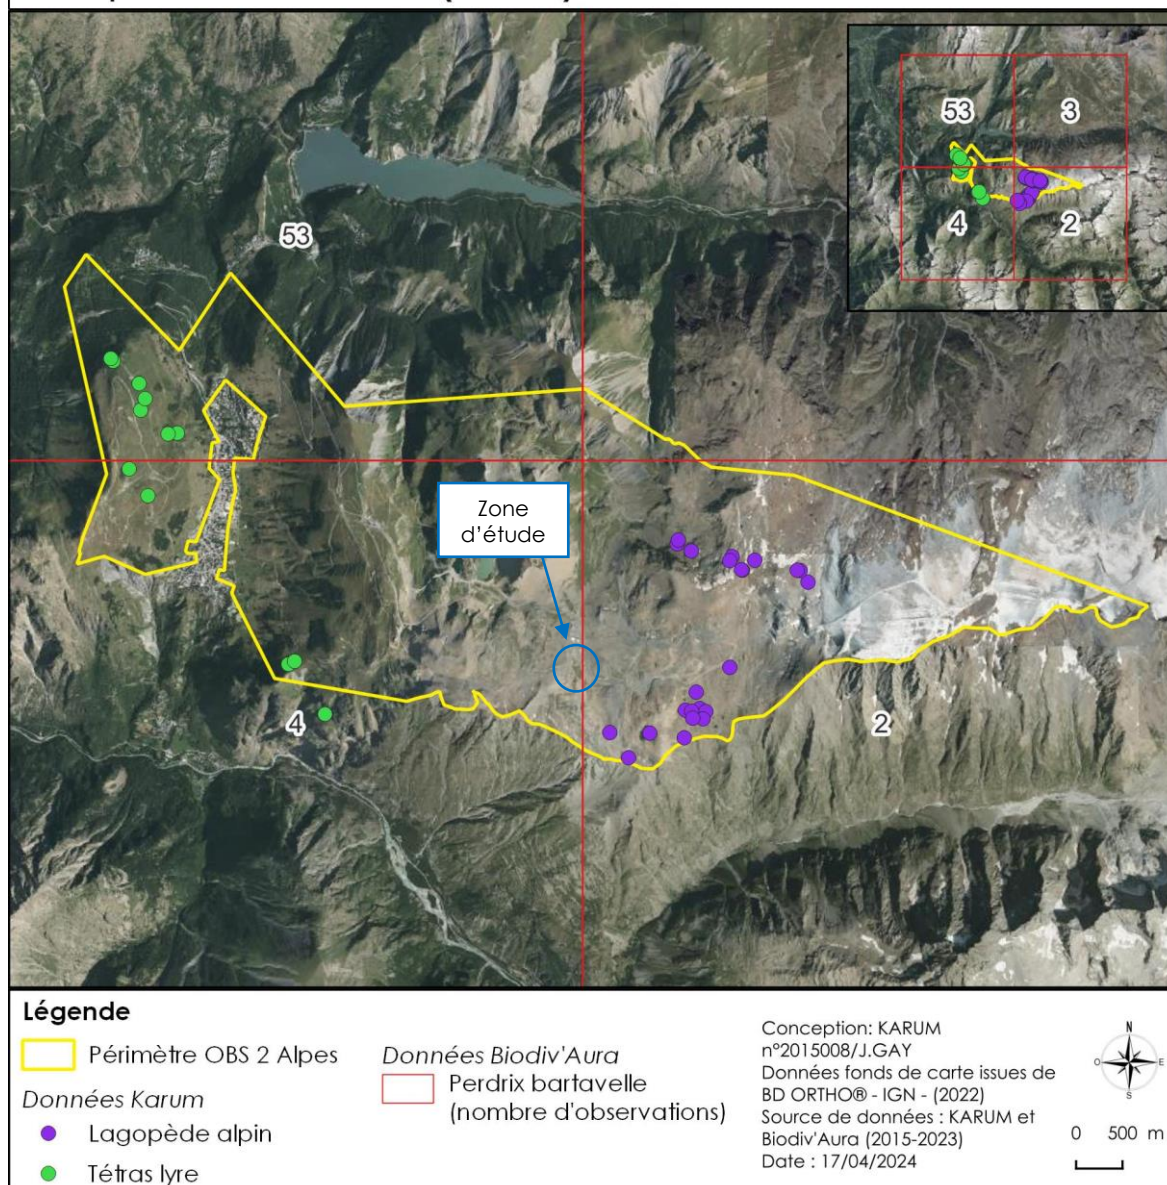 53
3
4
2
53
Zone
d'étude
4
2
Légende
Périmètre OBS 2 Alpes
Données Karum
Lagopède alpin
Tétras lyre
Données Biodiv'Aura
Perdrix bartavelle
(nombre d'observations)
Conception: KARUM
n°2015008/J.GAY
Données fonds de carte issues de
BD ORTHO® - IGN - (2022)
Source de données : KARUM et
Biodiv'Aura (2015-2023)
Date : 17/04/2024
N
O E
S
0 500 m